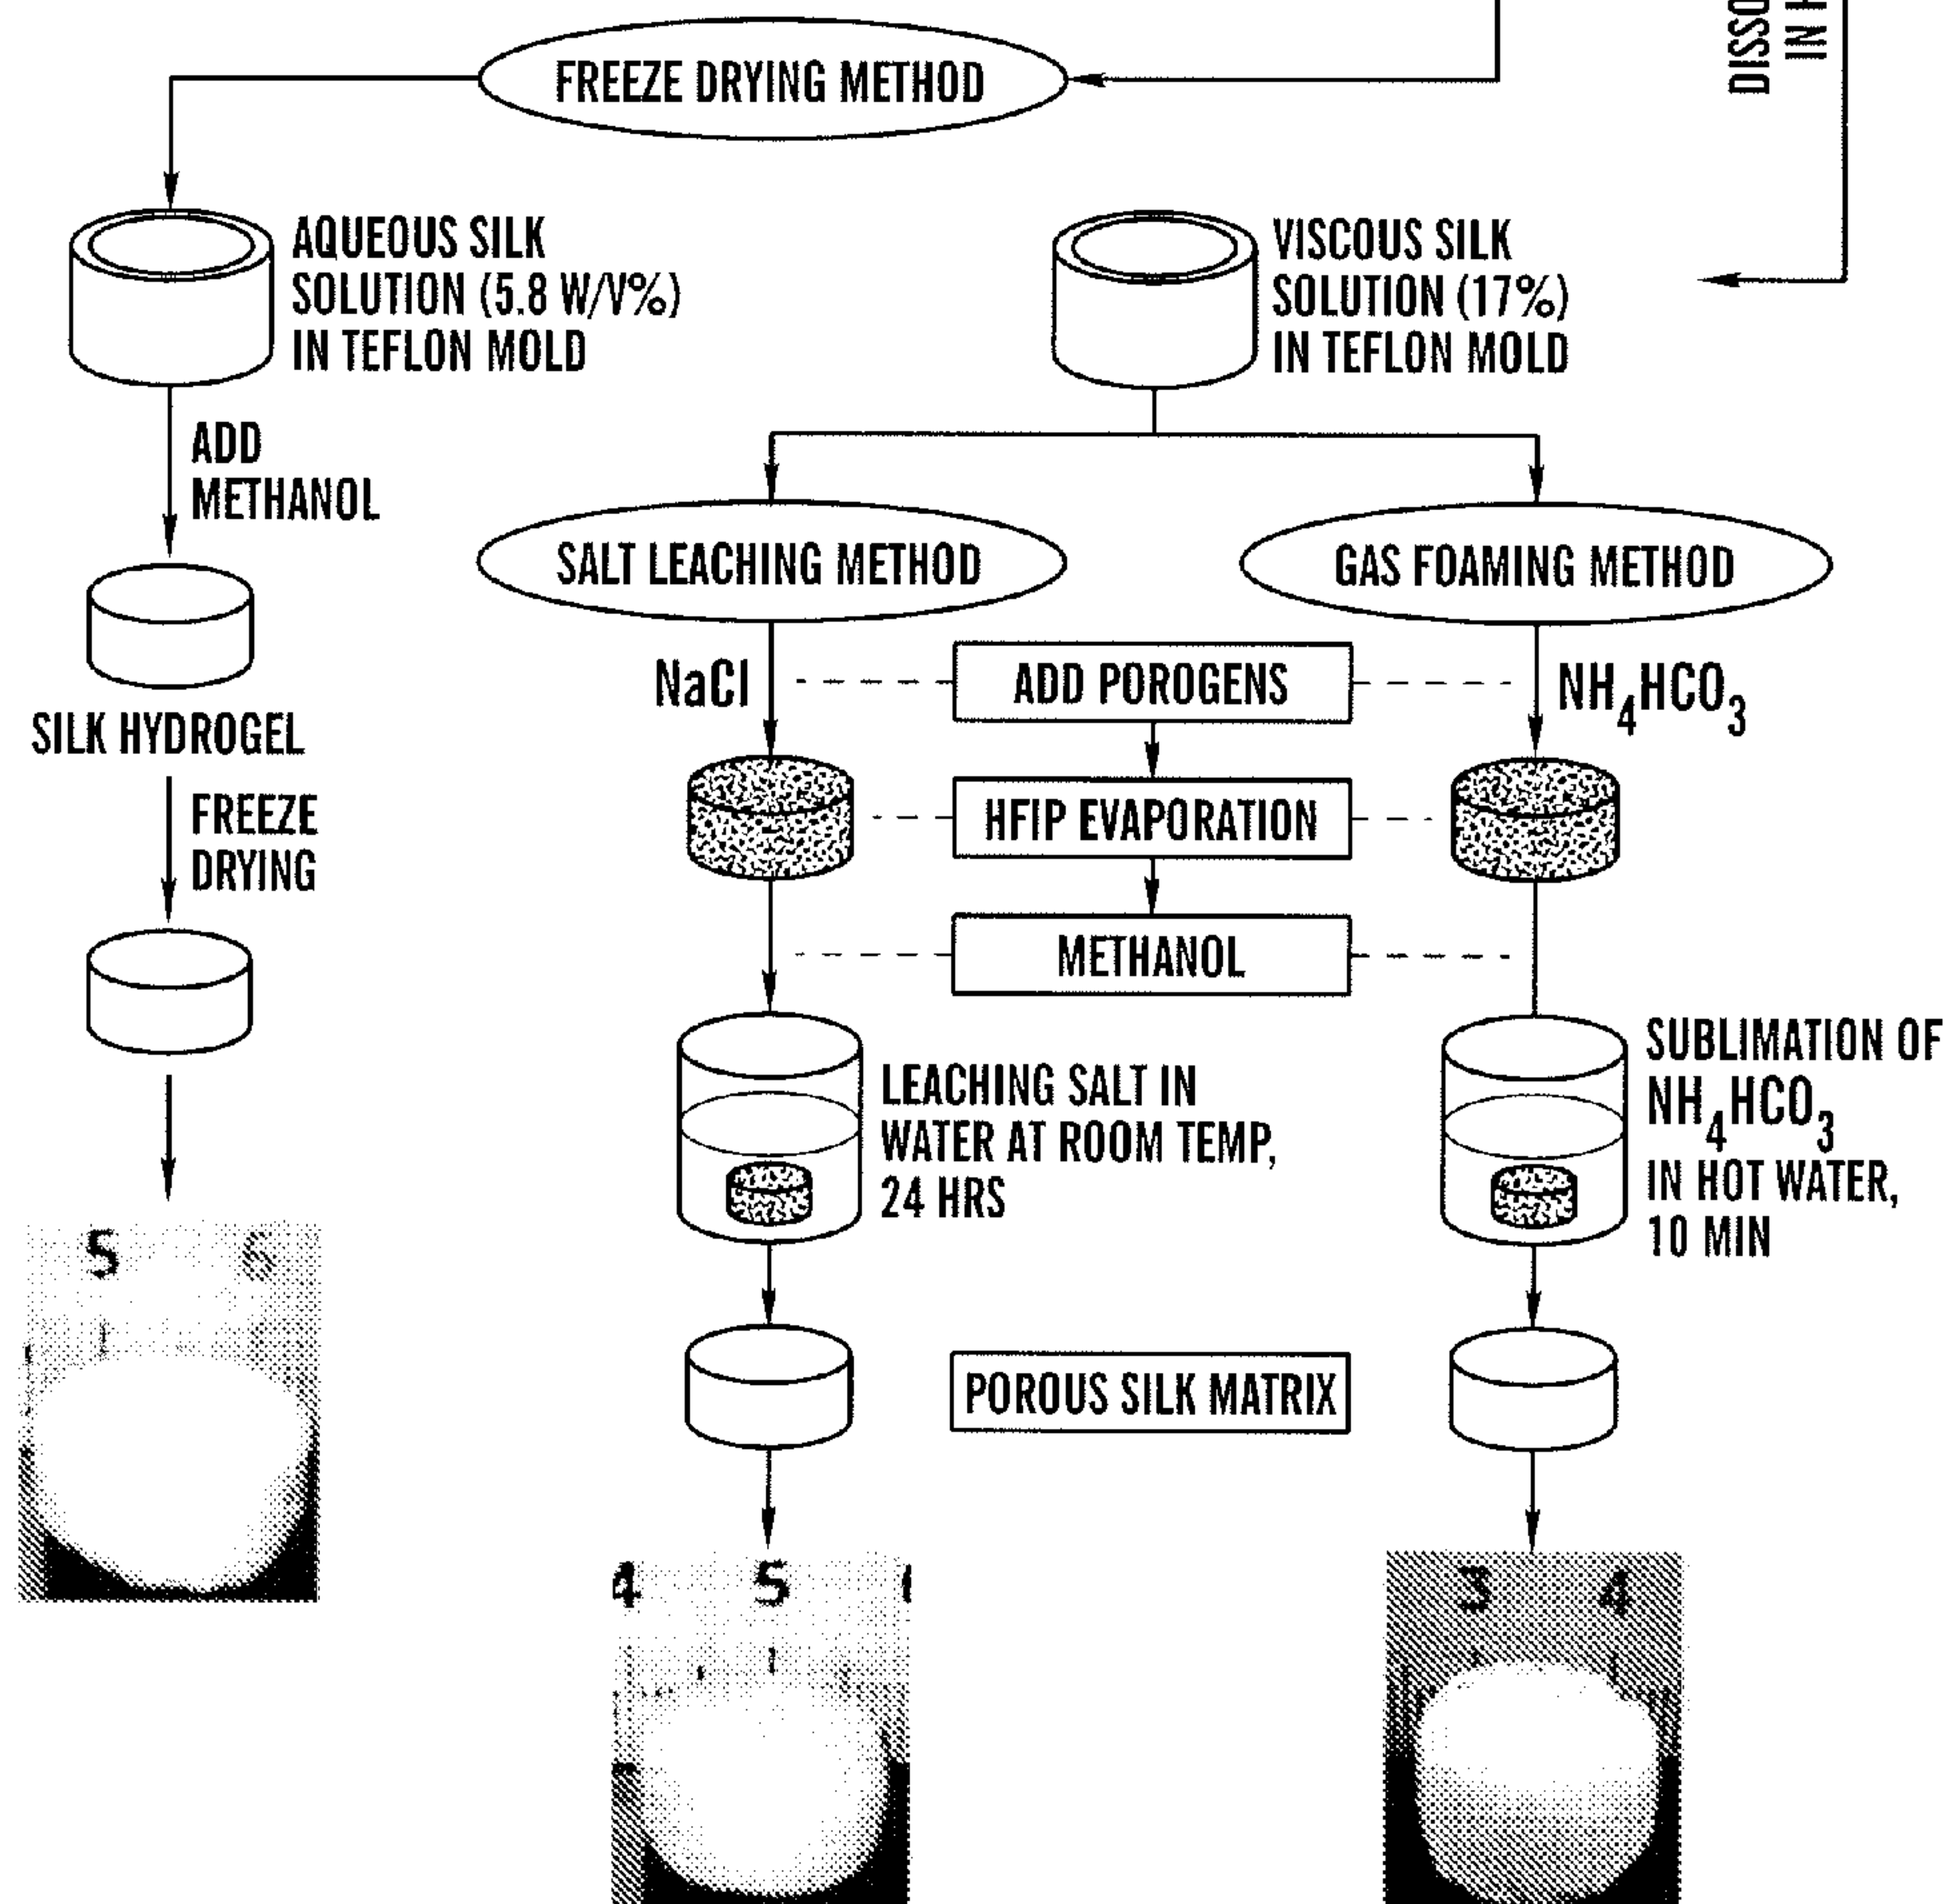 FREEZE DRYING METHOD
IN
AQUEOUS SILK
SOLUTION (5.8 W/V%)
IN TEFLON MOLD
VISCOUS SILK
SOLUTION (17%)
IN TEFLON MOLD
ADD
METHANOL
SALT LEACHING METHOD
GAS FOAMING METHOD
NaCl
ADD POROGENS
NH4HCO3
SILK HYDROGEL
HFIP EVAPORATION
FREEZE
DRYING
METHANOL
LEACHING SALT IN
WATER AT ROOM TEMP,
24 HRS
SUBLIMATION OF
NH4HCO3
IN HOT WATER,
10 MIN
5 6
POROUS SILK MATRIX
4 5
3 4